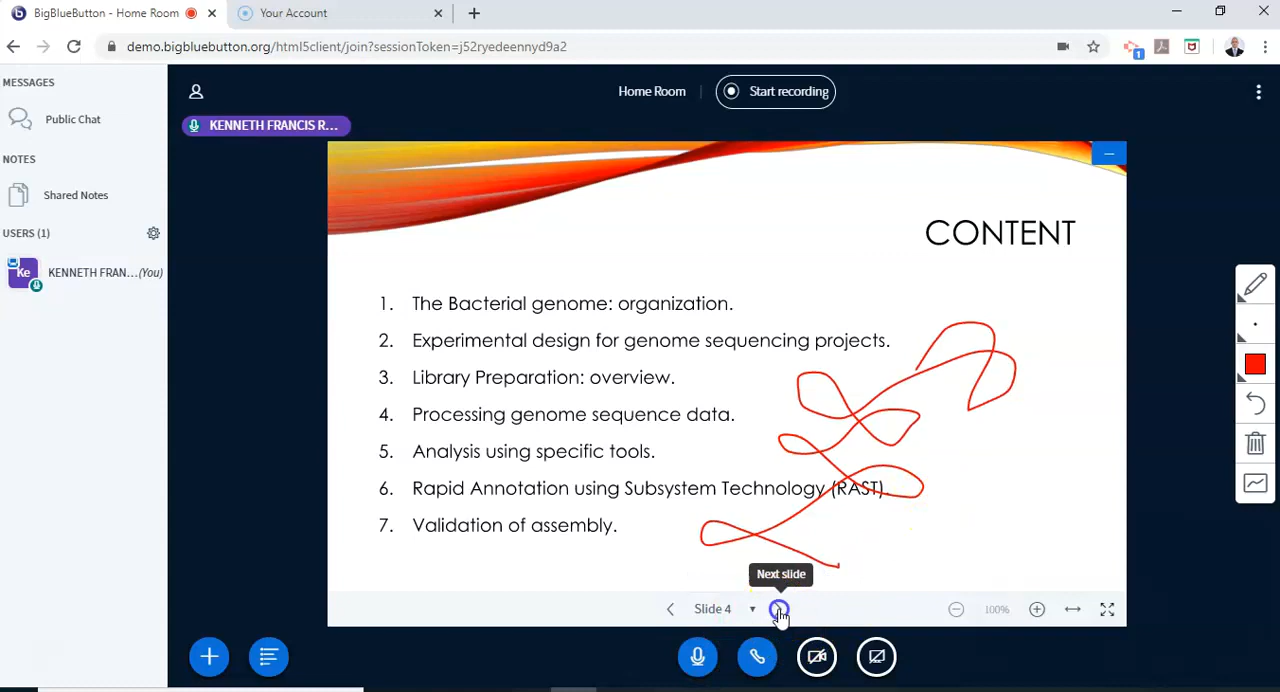 BigBlueButton - Home Room
Your Account
demo.bigbluebutton.org/html5client/join?sessionToken=j52ryedeennyd9a2
1
MESSAGES
Public Chat
NOTES
Shared Notes
USERS (1)
Ke
KENNETH FRAN... (You)
Home Room
Start recording
KENNETH FRANCIS R...
CONTENT
1. The Bacterial genome: organization.
2. Experimental design for genome sequencing projects.
3. Library Preparation: overview.
4. Processing genome sequence data.
5. Analysis using specific tools.
6. Rapid Annotation using Subsystem Technology (RAST).
7. Validation of assembly.
Next slide
Slide 4
100%